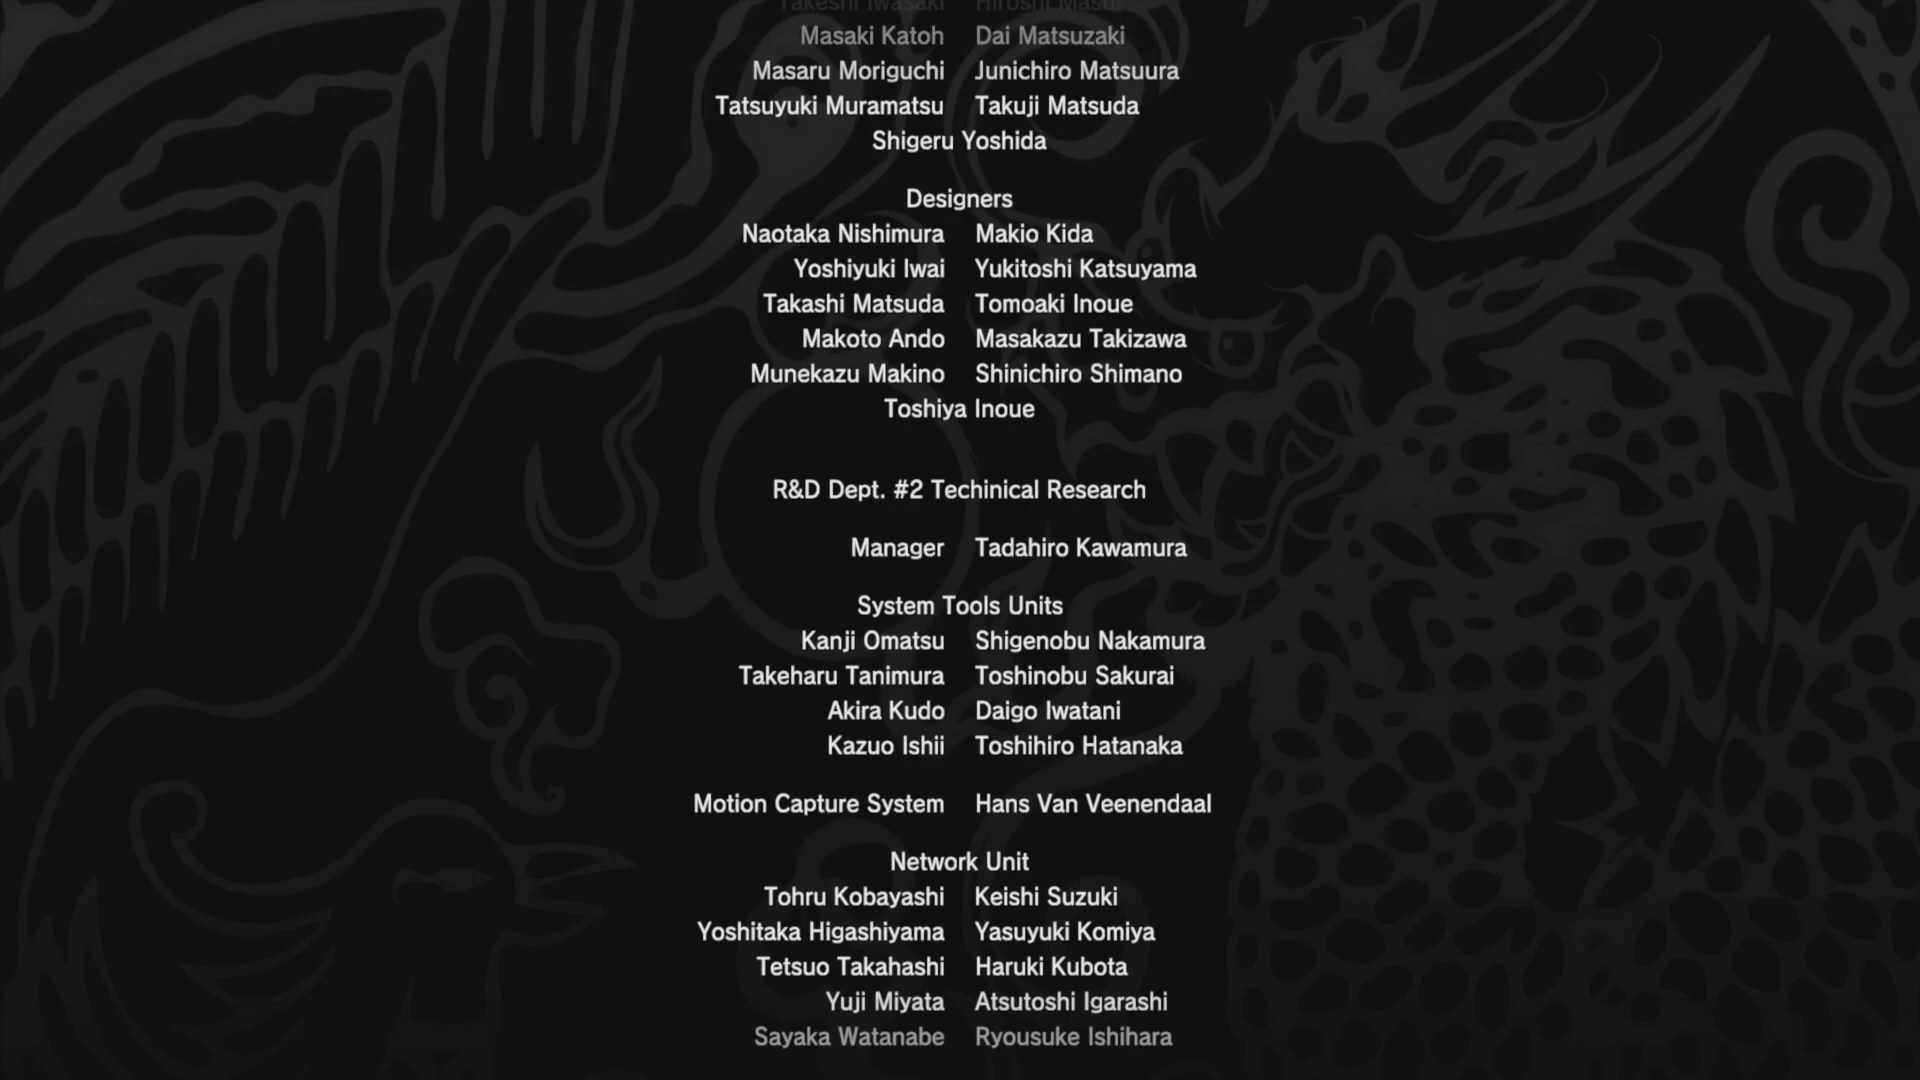 Takeshi Iwasaki Hiroshi Masui
Masaki Katoh Dai Matsuzaki
Masaru Moriguchi Junichiro Matsuura
Tatsuyuki Muramatsu Takuji Matsuda
Shigeru Yoshida
Designers
Naotaka Nishimura Makio Kida
Yoshiyuki Iwai Yukitoshi Katsuyama
Takashi Matsuda Tomoaki Inoue
Makoto Ando Masakazu Takizawa
Munekazu Makino Shinichiro Shimano
Toshiya Inoue
R&D Dept. #2 Techinical Research
Manager Tadahiro Kawamura
System Tools Units
Kanji Omatsu Shigenobu Nakamura
Takeharu Tanimura Toshinobu Sakurai
Akira Kudo Daigo Iwatani
Kazuo Ishii Toshihiro Hatanaka
Motion Capture System Hans Van Veenendaal
Network Unit
Tohru Kobayashi Keishi Suzuki
Yoshitaka Higashiyama Yasuyuki Komiya
Tetsuo Takahashi Haruki Kubota
Yuji Miyata Atsutoshi Igarashi
Sayaka Watanabe Ryousuke Ishihara